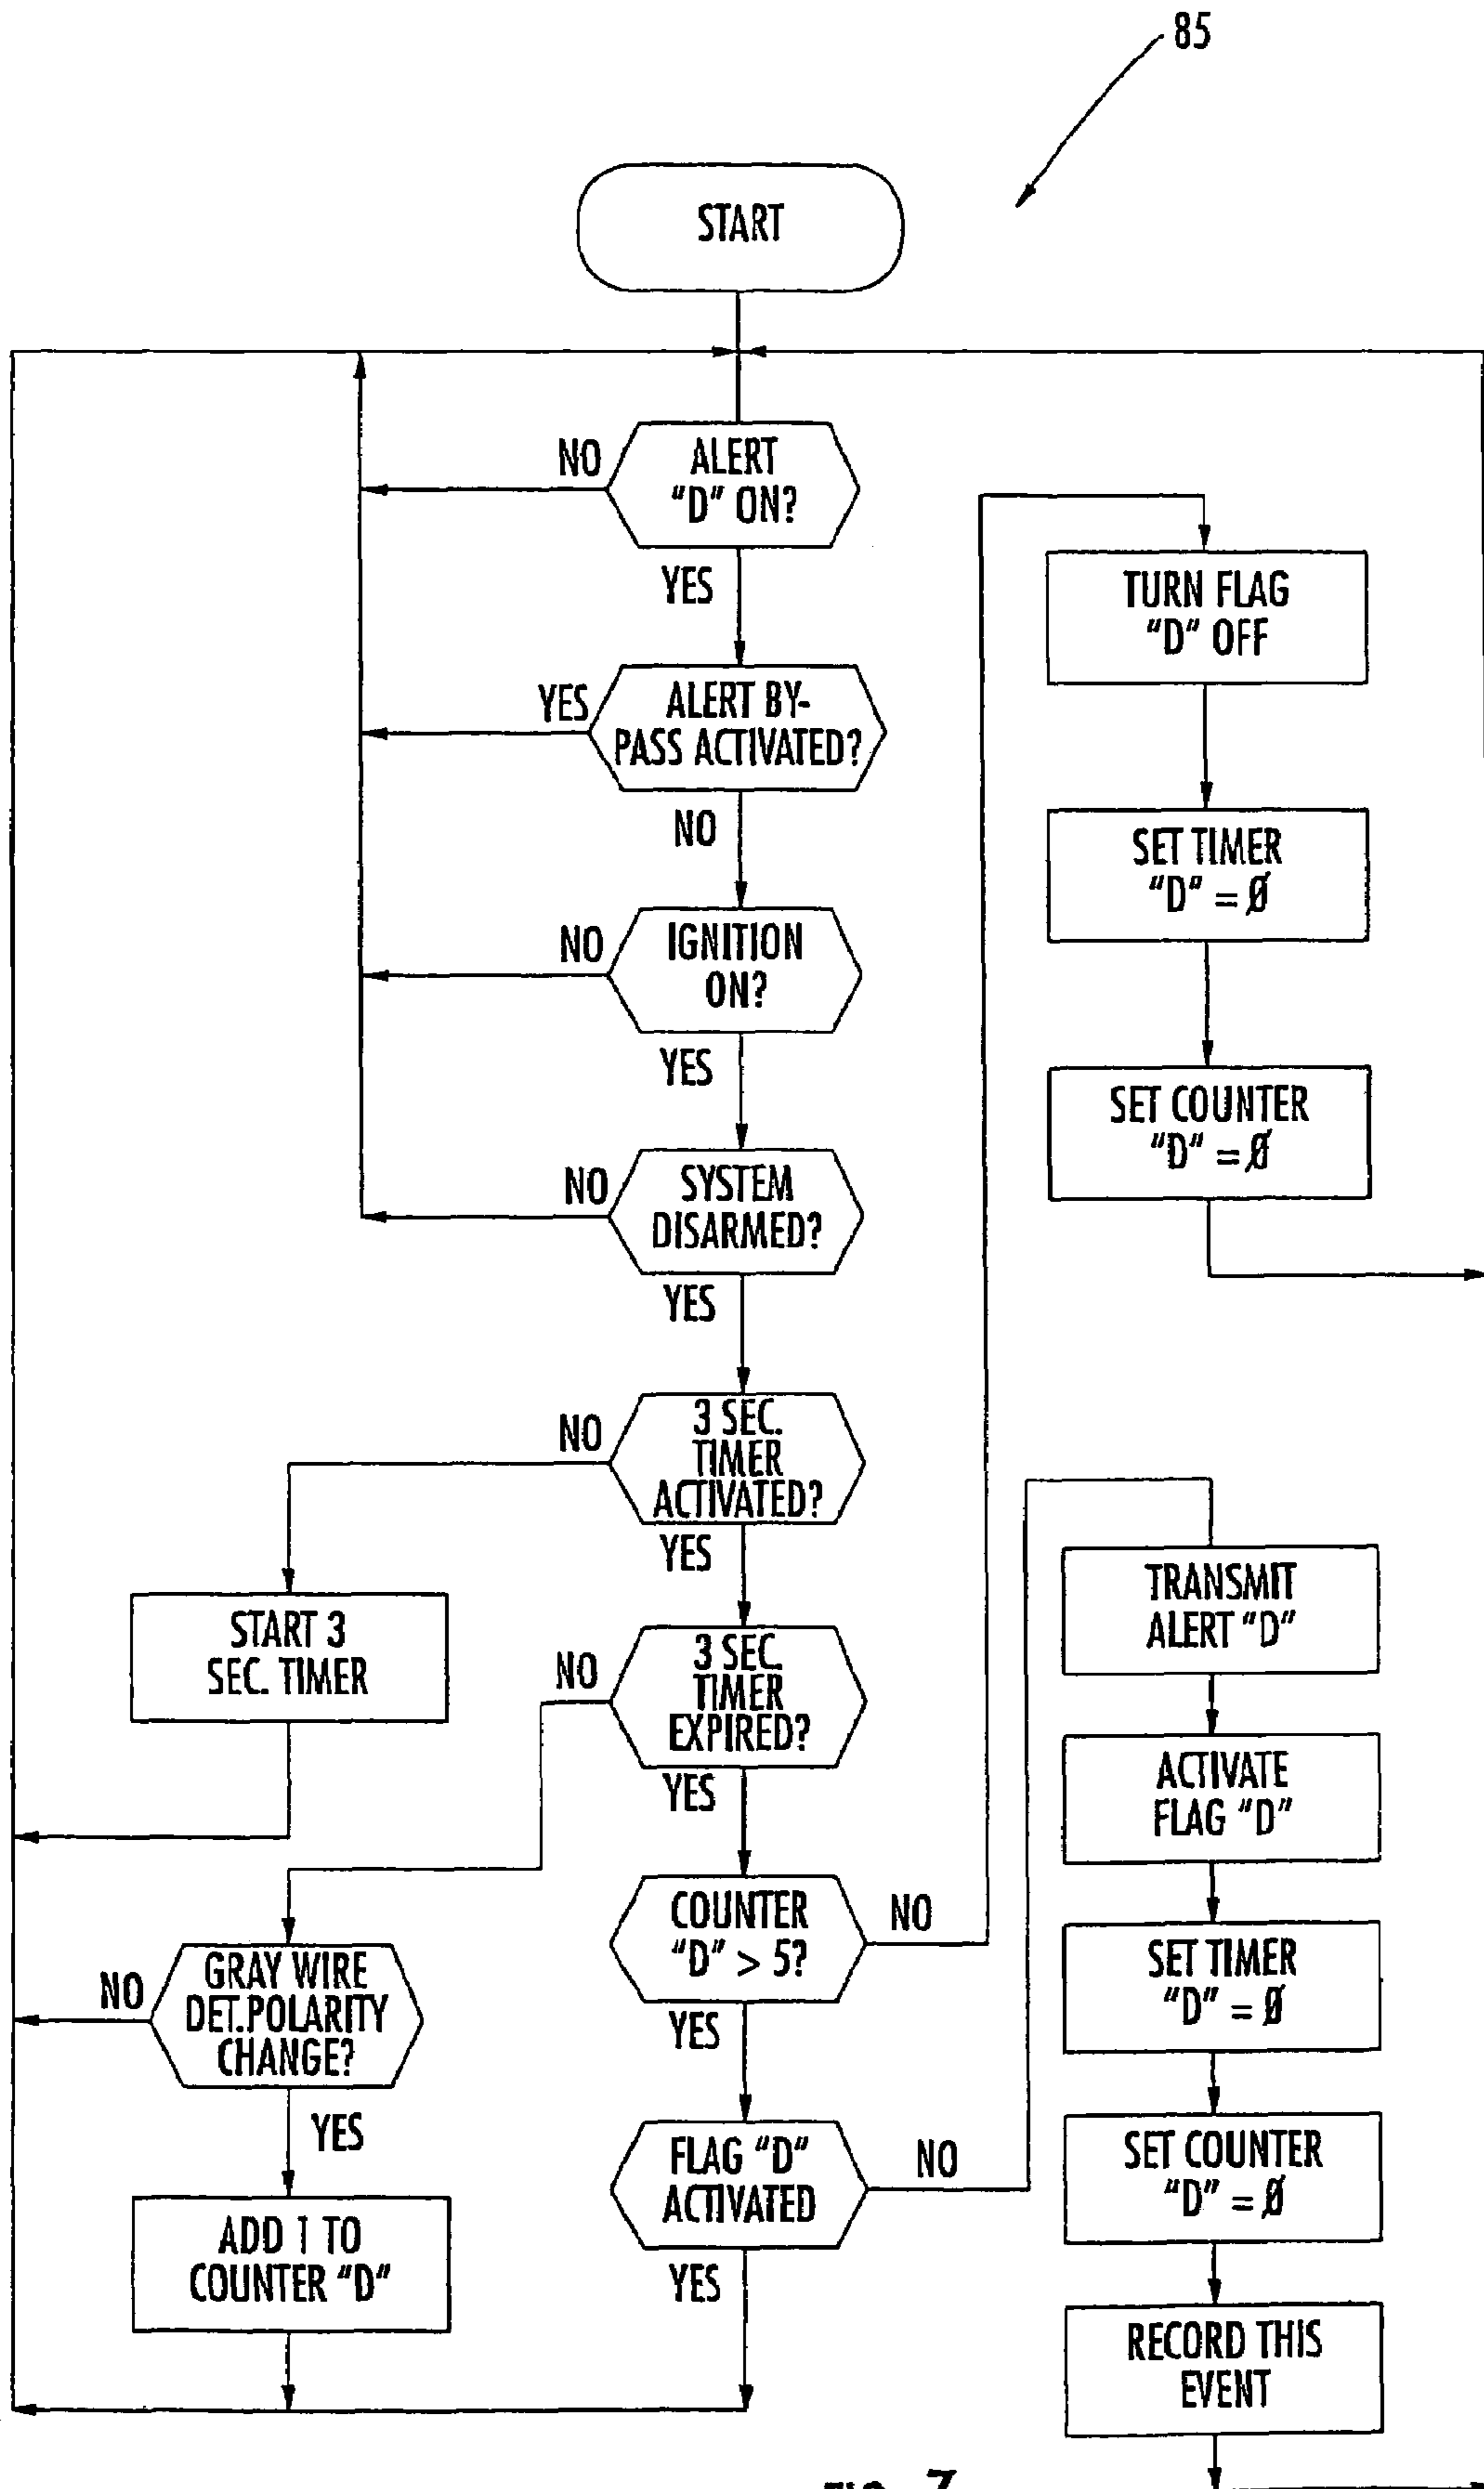 85
START
ALERT
"D" ON?
NO
YES
ALERT BY-
PASS ACTIVATED?
YES
NO
IGNITION
ON?
NO
YES
SYSTEM
DISARMED?
NO
YES
3 SEC.
TIMER
ACTIVATED?
NO
YES
START 3
SEC. TIMER
3 SEC.
TIMER
EXPIRED?
NO
YES
GRAY WIRE
DET.POLARITY
CHANGE?
NO
YES
ADD 1 TO
COUNTER "D"
COUNTER
"D" > 5?
NO
YES
FLAG "D"
ACTIVATED
NO
YES
TURN FLAG
"D" OFF
SET TIMER
"D" = Ø
SET COUNTER
"D" = Ø
TRANSMIT
ALERT "D"
ACTIVATE
FLAG "D"
SET TIMER
"D" = Ø
SET COUNTER
"D" = Ø
RECORD THIS
EVENT